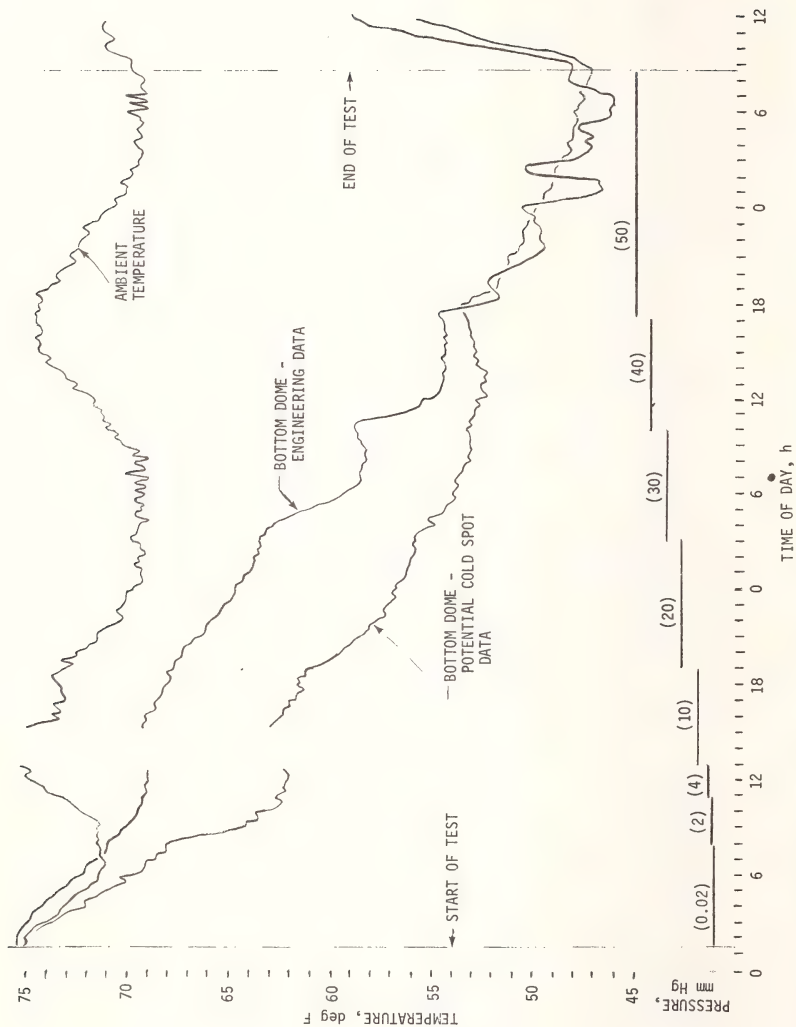 75
70
65
60
55
50
45
TEMPERATURE, deg F
PRESSURE,
mm Hg
AMBIENT
TEMPERATURE
BOTTOM DOME -
ENGINEERING DATA
BOTTOM DOME -
POTENTIAL COLD SPOT
DATA
START OF TEST
END OF TEST
(0.02)
(2)
(4)
(10)
(20)
(30)
(40)
(50)
0 6 12 18 0 6 12 18 0 6 12
TIME OF DAY, h